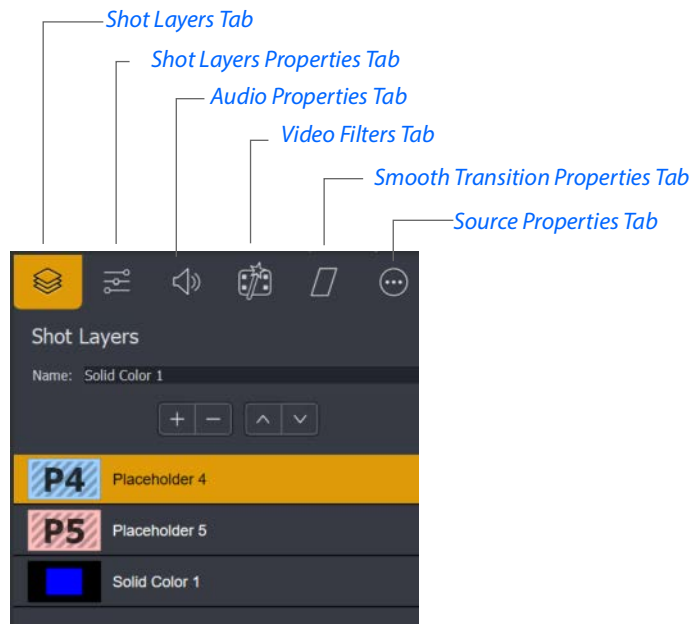 Shot Layers Tab
Shot Layers Properties Tab
Audio Properties Tab
Video Filters Tab
Smooth Transition Properties Tab
Source Properties Tab
Shot Layers
Name: Solid Color 1
P4 Placeholder 4
P5 Placeholder 5
Solid Color 1